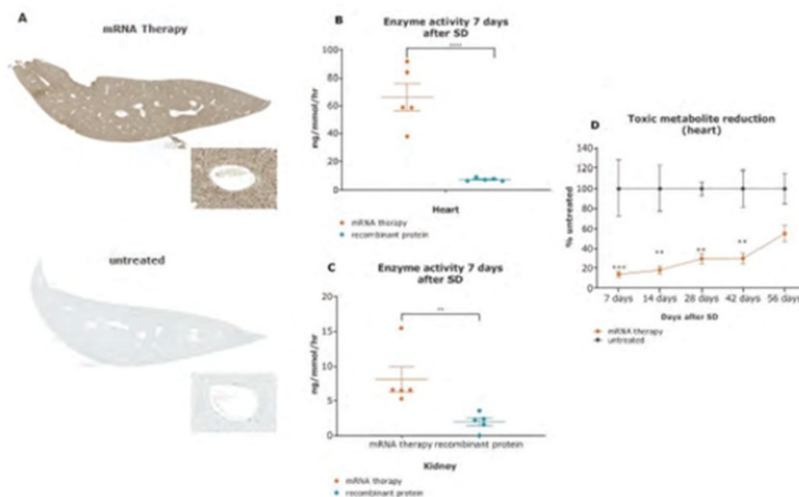 A
mRNA Therapy
untreated
B
Enzyme activity 7 days
after SD
****
ng/mmol/hr
100
80
60
40
20
0
Heart
mRNA therapy
recombinant protein
C
Enzyme activity 7 days
after SD
**
ng/mmol/hr
20
15
10
5
0
mRNA therapy recombinant protein
Kidney
mRNA therapy
recombinant protein
D
Toxic metabolite reduction
(heart)
% untreated
140
120
100
80
60
40
20
0
***
**
**
**
7 days 14 days 28 days 42 days 56 days
Days after SD
mRNA therapy
untreated